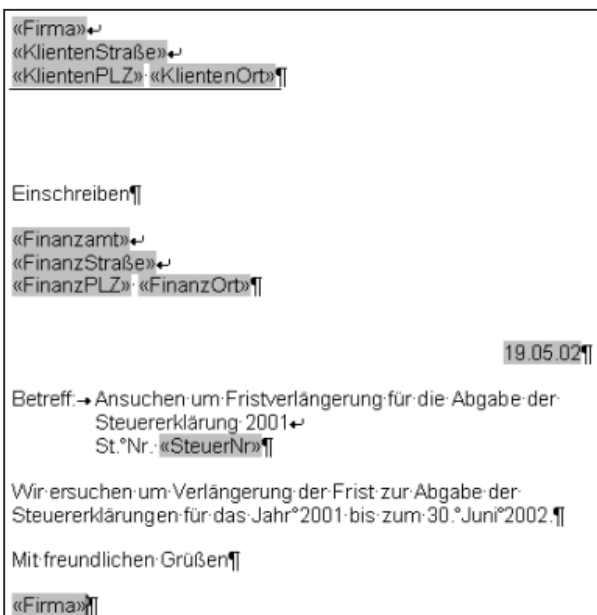 «Firma»↵
«KlientenStraße»↵
«KlientenPLZ»·«KlientenOrt»¶
Einschreiben¶
«Finanzamt»↵
«FinanzStraße»↵
«FinanzPLZ»·«FinanzOrt»¶
19.05.02¶
Betreff:→Ansuchen·um·Fristverlängerung·für·die·Abgabe·der·
Steuererklärung·2001↵
St.°Nr.·«SteuerNr»¶
Wir·ersuchen·um·Verlängerung·der·Frist·zur·Abgabe·der·
Steuererklärungen·für·das·Jahr°2001·bis·zum·30.°Juni°2002.¶
Mit·freundlichen·Grüßen¶
«Firma»¶